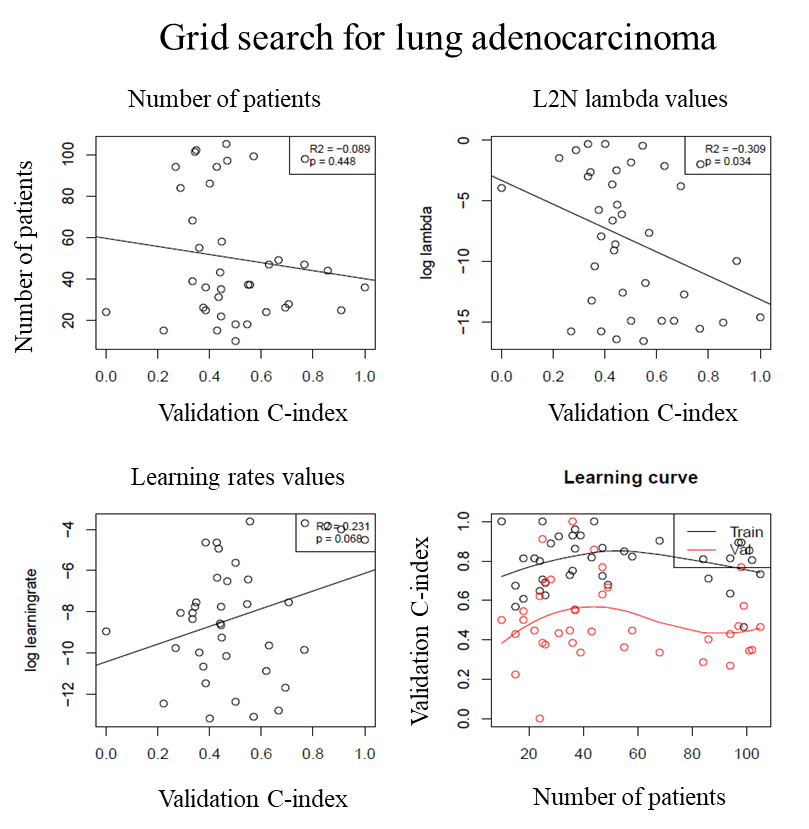 Grid search for lung adenocarcinoma
Number of patients
L2N lambda values
Number of patients
20
40
60
80
100
R2 = −0.089
p = 0.448
0.0 0.2 0.4 0.6 0.8 1.0
Validation C-index
log lambda
0
−5
−10
−15
R2 = −0.309
p = 0.034
0.0 0.2 0.4 0.6 0.8 1.0
Validation C-index
Learning rates values
Learning curve
log learningrate
−4
−6
−8
−10
−12
R2 = 0.231
p = 0.068
0.0 0.2 0.4 0.6 0.8 1.0
Validation C-index
Validation C-index
1.0
0.8
0.6
0.4
0.2
0.0
Train
Val
20 40 60 80 100
Number of patients